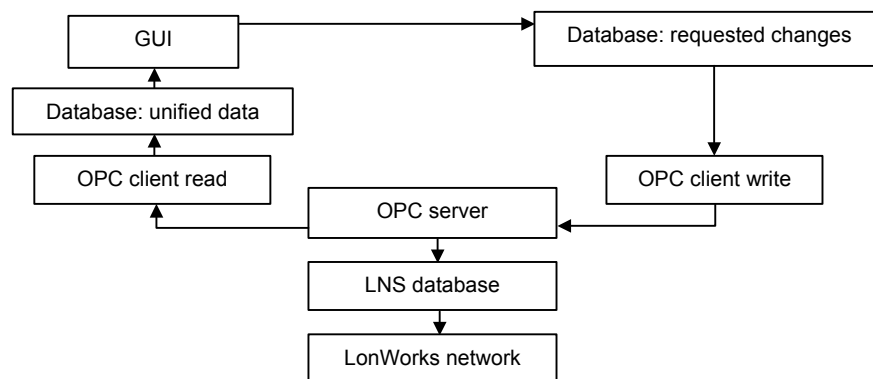 GUI
Database: requested changes
Database: unified data
OPC client read
OPC client write
OPC server
LNS database
LonWorks network